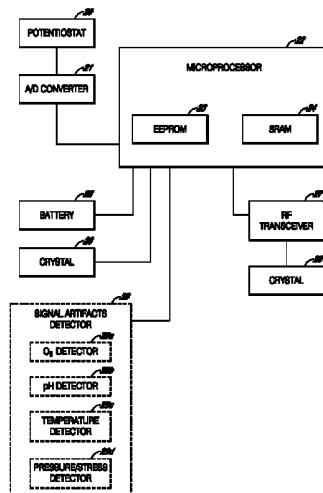 POTENTIOSTAT
A/D CONVERTER
MICROPROCESSOR
EEPROM
SRAM
BATTERY
CRYSTAL
RF
TRANSCEIVER
CRYSTAL
SIGNAL ARTIFACTS
DETECTOR
O₂ DETECTOR
pH DETECTOR
TEMPERATURE
DETECTOR
PRESSURE/STRESS
DETECTOR